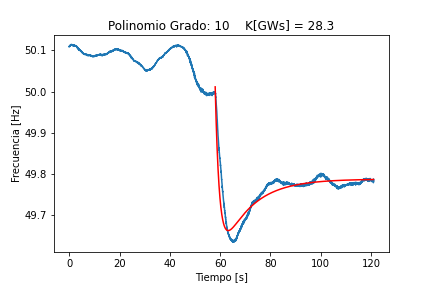 Polinomio Grado: 10 K[GWs] = 28.3
Frecuencia [Hz]
50.1
50.0
49.9
49.8
49.7
0 20 40 60 80 100 120
Tiempo [s]